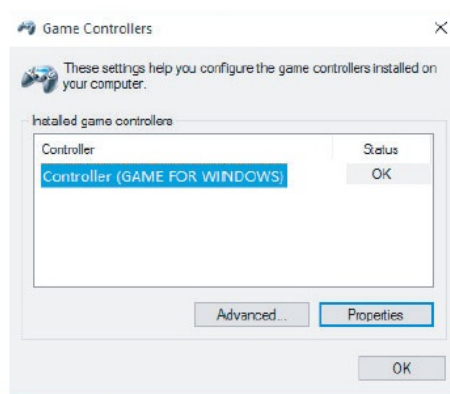 Game Controllers
These settings help you configure the game controllers installed on
your computer.
Installed game controllers
Controller Status
Controller (GAME FOR WINDOWS) OK
Advanced... Properties
OK